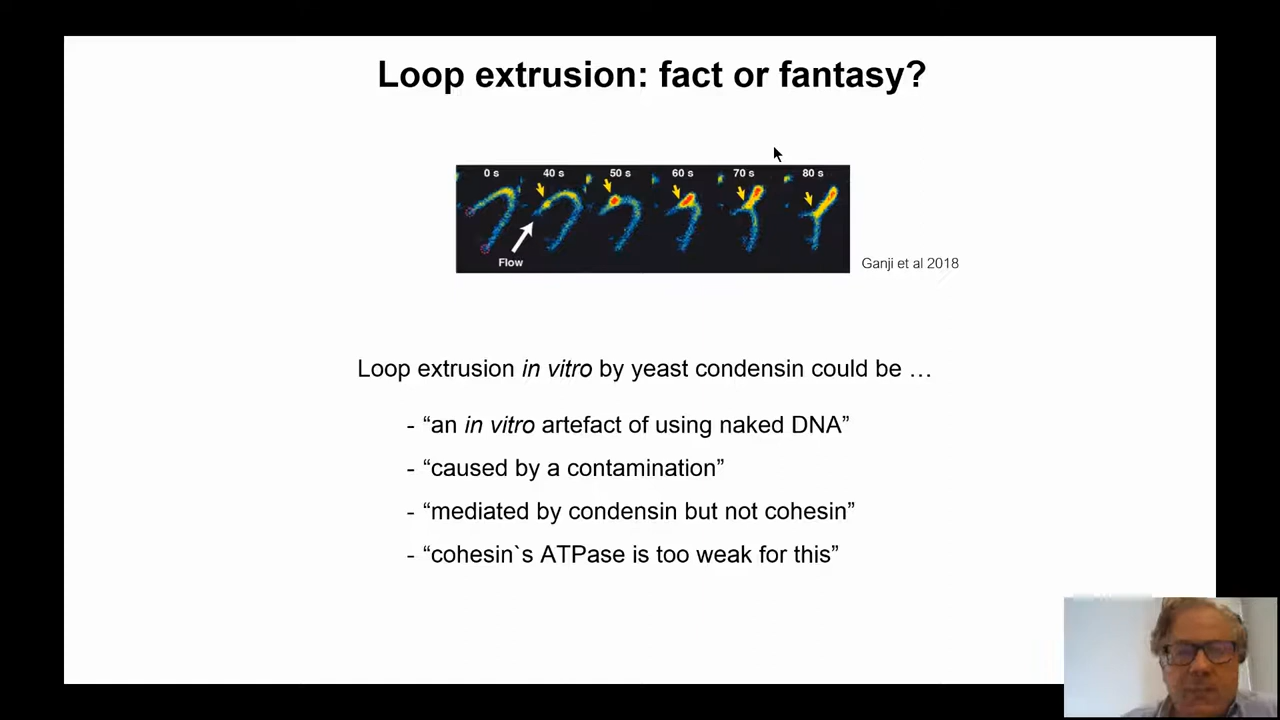 Loop extrusion: fact or fantasy?
0 s 40 s 50 s 60 s 70 s 80 s
Flow
Ganji et al 2018
Loop extrusion in vitro by yeast condensin could be …
- “an in vitro artefact of using naked DNA”
- “caused by a contamination”
- “mediated by condensin but not cohesin”
- “cohesin`s ATPase is too weak for this”